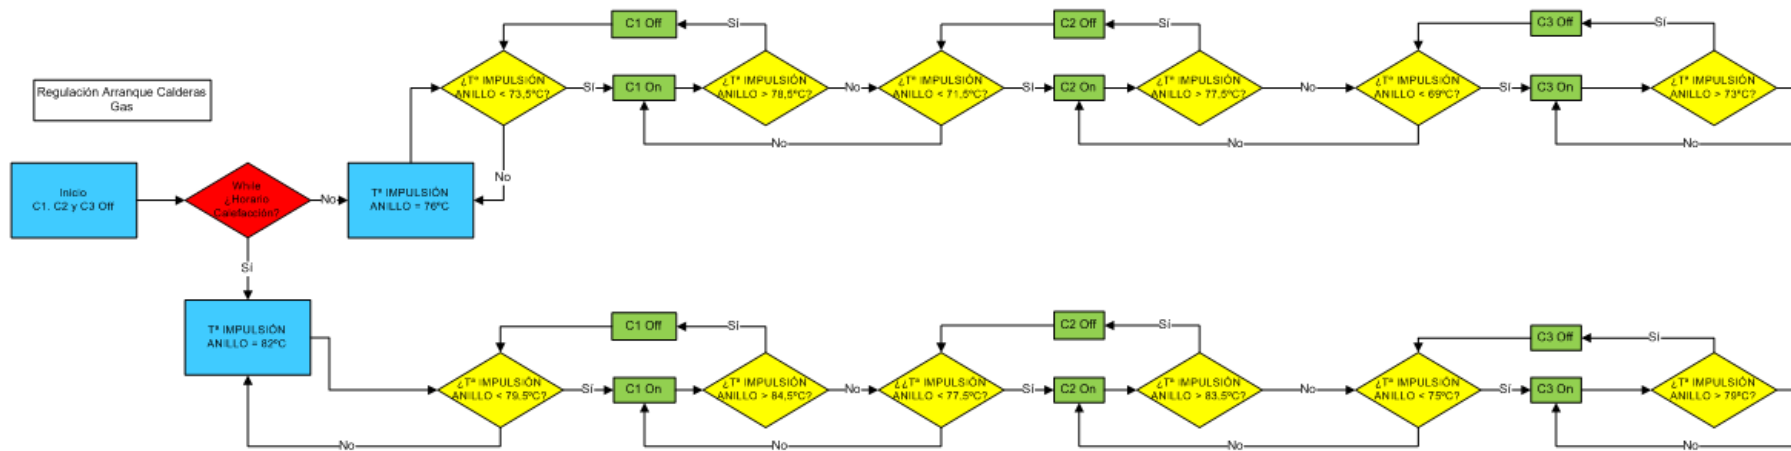 Regulación Arranque Calderas
Gas
Inicio
C1. C2 y C3 Off
While
¿Horario
Calefacción?
No
Sí
Tª IMPULSIÓN
ANILLO = 76ºC
¿Tª IMPULSIÓN
ANILLO < 73,5ºC?
No
Sí
C1 Off
Sí
C1 On
¿Tª IMPULSIÓN
ANILLO > 78,5ºC?
No
No
¿Tª IMPULSIÓN
ANILLO < 71,5ºC?
Sí
C2 Off
Sí
C2 On
¿Tª IMPULSIÓN
ANILLO > 77,5ºC?
No
No
¿Tª IMPULSIÓN
ANILLO < 69ºC?
Sí
C3 Off
Sí
C3 On
¿Tª IMPULSIÓN
ANILLO > 73ºC?
No
Tª IMPULSIÓN
ANILLO = 82ºC
No
¿Tª IMPULSIÓN
ANILLO < 79,5ºC?
Sí
C1 Off
Sí
C1 On
¿Tª IMPULSIÓN
ANILLO > 84,5ºC?
No
No
¿¿Tª IMPULSIÓN
ANILLO < 77,5ºC?
Sí
C2 Off
Sí
C2 On
¿Tª IMPULSIÓN
ANILLO > 83,5ºC?
No
No
¿Tª IMPULSIÓN
ANILLO < 75ºC?
Sí
C3 Off
Sí
C3 On
¿Tª IMPULSIÓN
ANILLO > 79ºC?
No